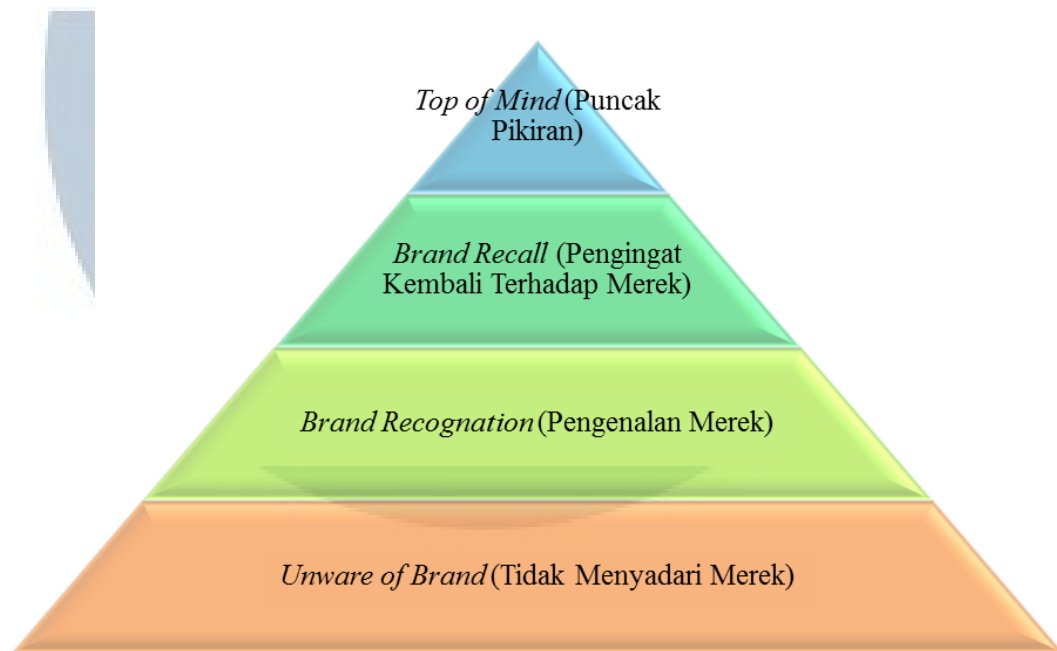 Top of Mind (Puncak
Pikiran)
Brand Recall (Pengingat
Kembali Terhadap Merek)
Brand Recognation (Pengenalan Merek)
Unware of Brand (Tidak Menyadari Merek)